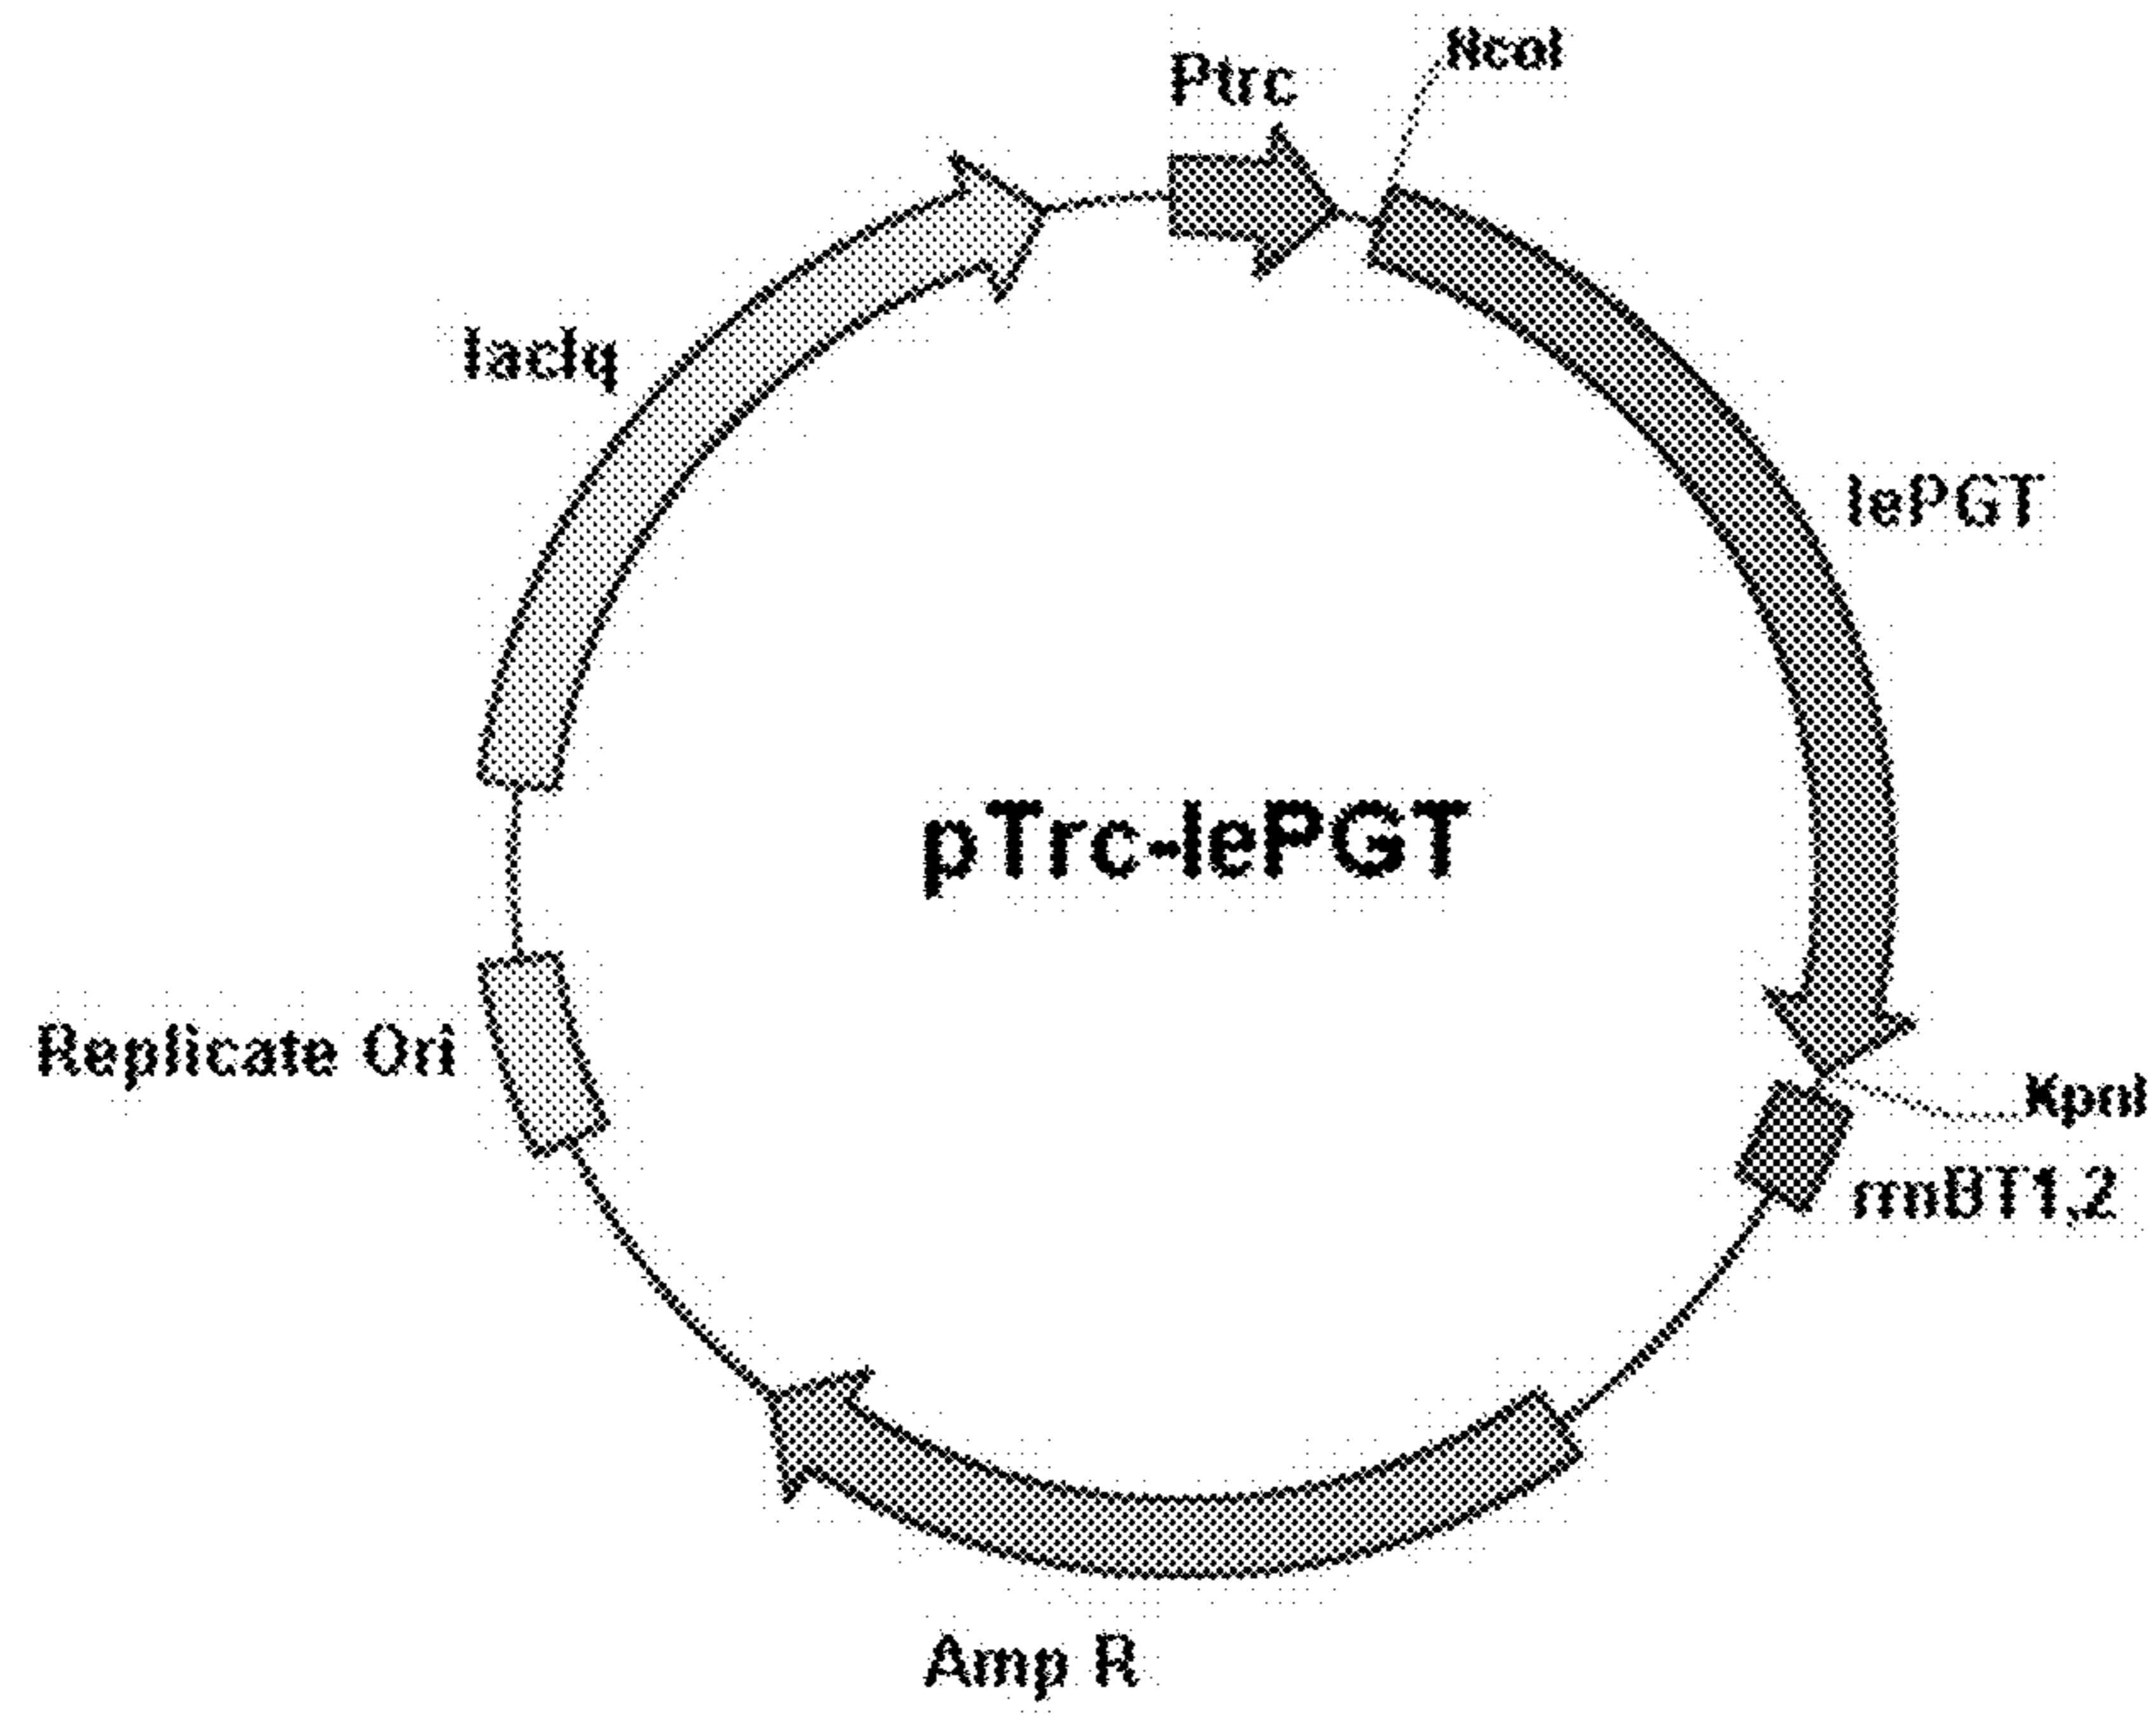 Ptrc
NcoI
lacIq
lePGT
pTrc-lePGT
Replicate Ori
KpnI
rrnBT1,2
Amp R